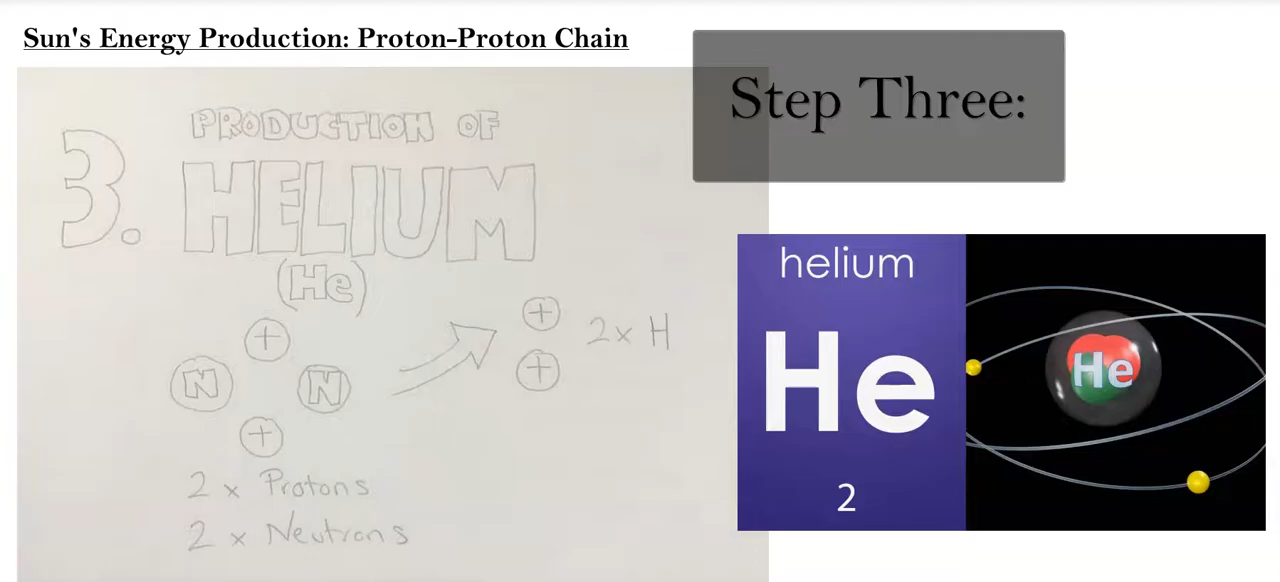 Sun's Energy Production: Proton-Proton Chain
Step Three:
3.
PRODUCTION OF
HELIUM
(He)
+
N
N
+
2 x Protons
2 x Neutrons
+
+
2x H
helium
He
2
He